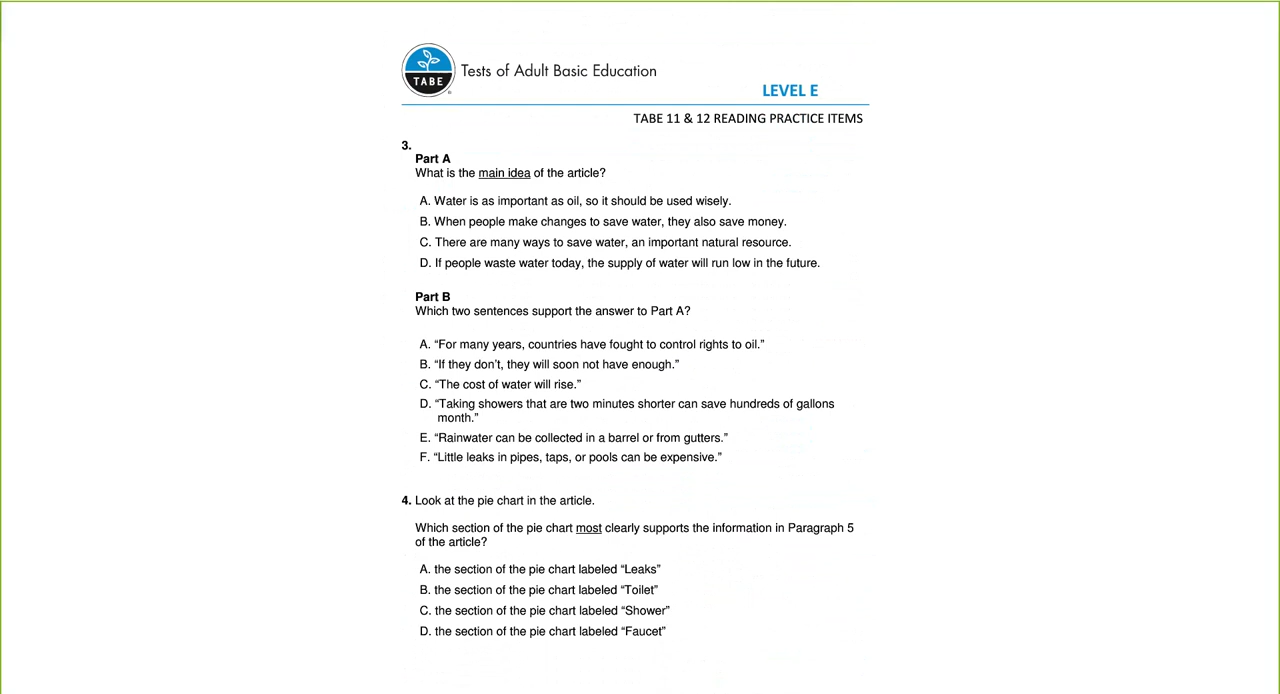 TABE
Tests of Adult Basic Education
LEVEL E
TABE 11 & 12 READING PRACTICE ITEMS
3.
Part A
What is the main idea of the article?
A. Water is as important as oil, so it should be used wisely.
B. When people make changes to save water, they also save money.
C. There are many ways to save water, an important natural resource.
D. If people waste water today, the supply of water will run low in the future.
Part B
Which two sentences support the answer to Part A?
A. “For many years, countries have fought to control rights to oil.”
B. “If they don’t, they will soon not have enough.”
C. “The cost of water will rise.”
D. “Taking showers that are two minutes shorter can save hundreds of gallons
month.”
E. “Rainwater can be collected in a barrel or from gutters.”
F. “Little leaks in pipes, taps, or pools can be expensive.”
4. Look at the pie chart in the article.
Which section of the pie chart most clearly supports the information in Paragraph 5
of the article?
A. the section of the pie chart labeled “Leaks”
B. the section of the pie chart labeled “Toilet”
C. the section of the pie chart labeled “Shower”
D. the section of the pie chart labeled “Faucet”